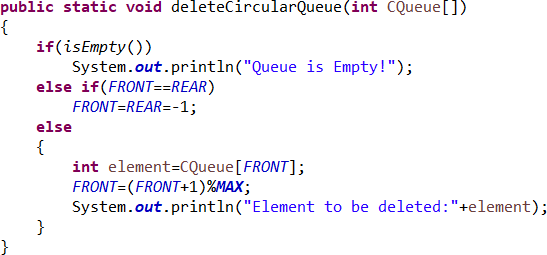 public static void deleteCircularQueue(int CQueue[])
{
    if(isEmpty())
        System.out.println("Queue is Empty!");
    else if(FRONT==REAR)
        FRONT=REAR=-1;
    else
    {
        int element=CQueue[FRONT];
        FRONT=(FRONT+1)%MAX;
        System.out.println("Element to be deleted:"+element);
    }
}